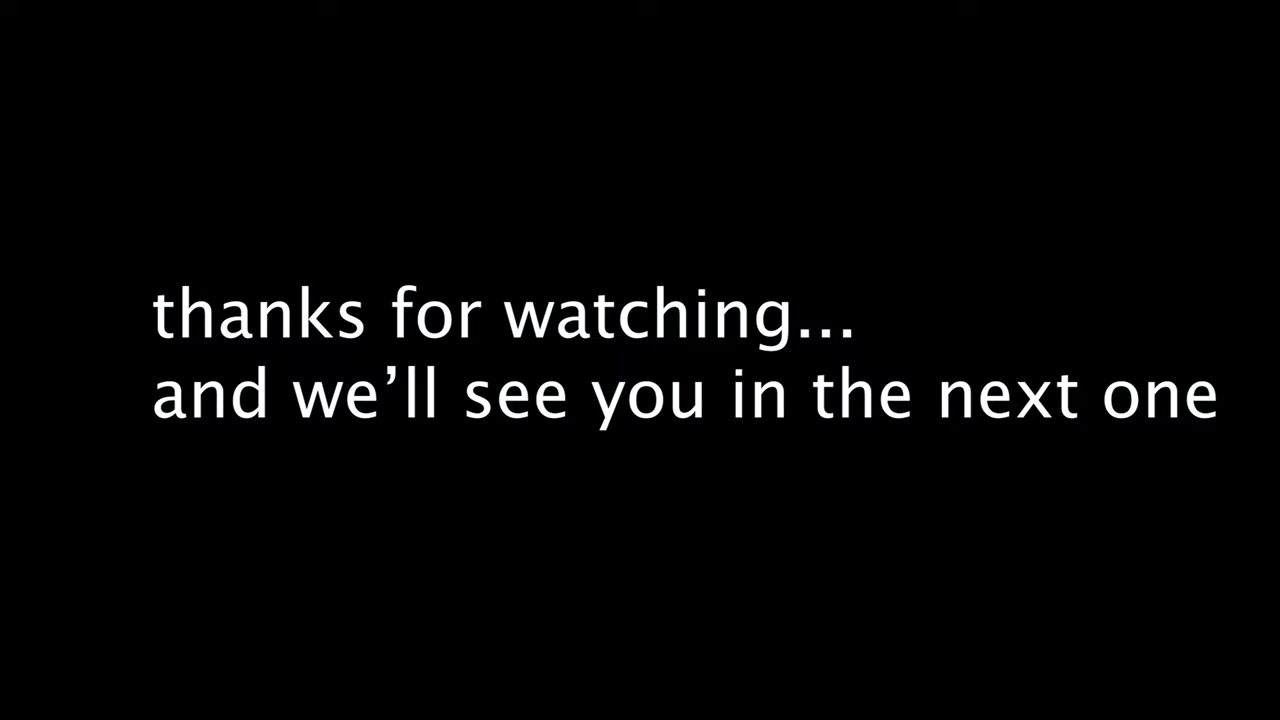 thanks for watching...
and we’ll see you in the next one